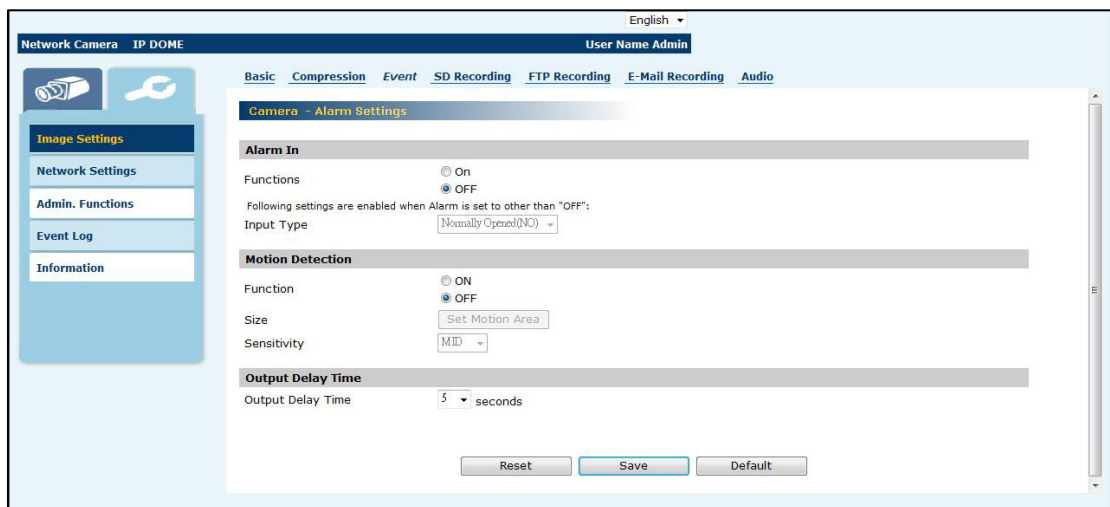 English
Network Camera IP DOME User Name Admin
Basic Compression Event SD Recording FTP Recording E-Mail Recording Audio
Camera - Alarm Settings
Image Settings
Network Settings
Admin. Functions
Event Log
Information
Alarm In
Functions
On
OFF
Following settings are enabled when Alarm is set to other than "OFF":
Input Type Normally Opened(NO)
Motion Detection
Function
ON
OFF
Size Set Motion Area
Sensitivity MID
Output Delay Time
Output Delay Time 5 seconds
Reset Save Default